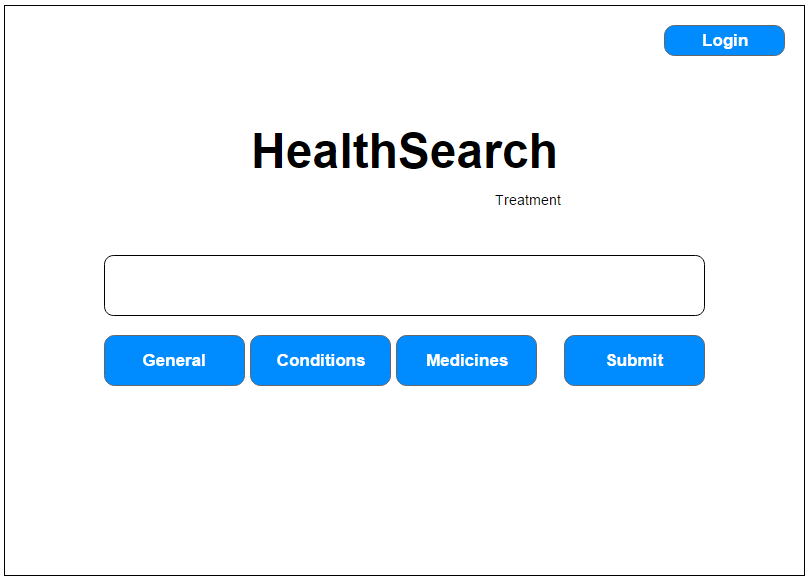 Login
HealthSearch
Treatment
General Conditions Medicines Submit